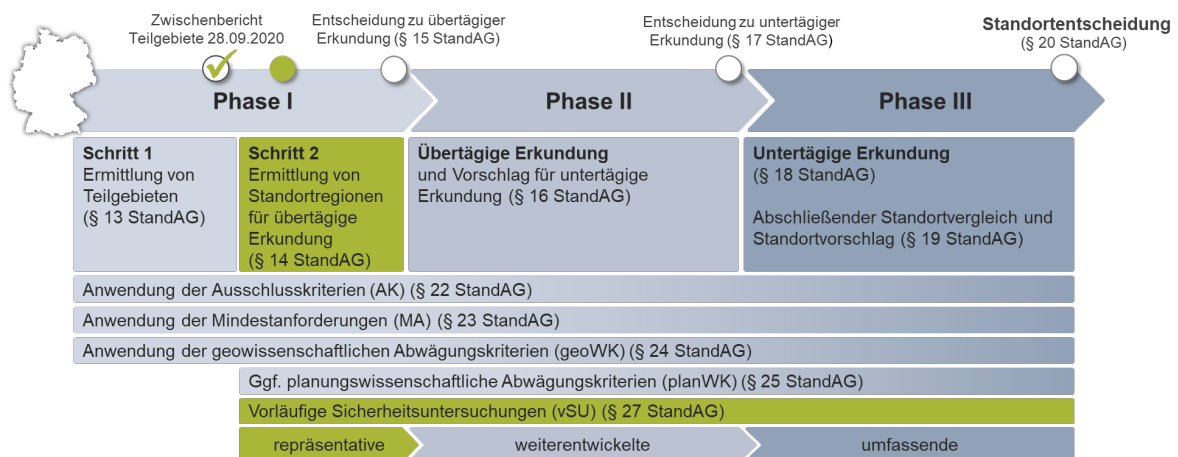 Zwischenbericht
Teilgebiete 28.09.2020
Entscheidung zu übertägiger
Erkundung (§ 15 StandAG)
Entscheidung zu untertägiger
Erkundung (§ 17 StandAG)
Standortentscheidung
(§ 20 StandAG)
Phase I
Phase II
Phase III
Schritt 1
Ermittlung von
Teilgebieten
(§ 13 StandAG)
Schritt 2
Ermittlung von
Standortregionen
für übertägige
Erkundung
(§ 14 StandAG)
Übertägige Erkundung
und Vorschlag für untertägige
Erkundung (§ 16 StandAG)
Untertägige Erkundung
(§ 18 StandAG)
Abschließender Standortvergleich und
Standortvorschlag (§ 19 StandAG)
Anwendung der Ausschlusskriterien (AK) (§ 22 StandAG)
Anwendung der Mindestanforderungen (MA) (§ 23 StandAG)
Anwendung der geowissenschaftlichen Abwägungskriterien (geoWK) (§ 24 StandAG)
Ggf. planungswissenschaftliche Abwägungskriterien (planWK) (§ 25 StandAG)
Vorläufige Sicherheitsuntersuchungen (vSU) (§ 27 StandAG)
repräsentative
weiterentwickelte
umfassende